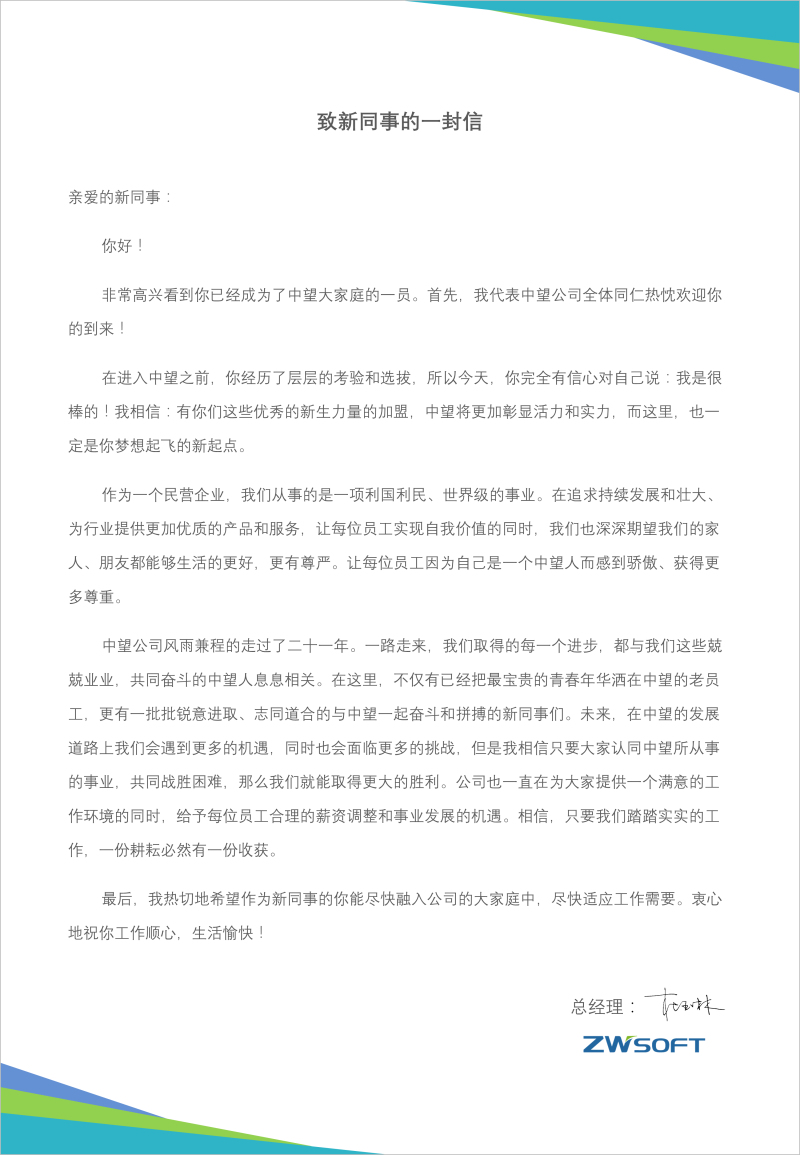 致新同事的一封信
亲爱的新同事：
你好！
非常高兴看到你已经成为了中望大家庭的一员。首先，我代表中望公司全体同仁热忱欢迎你
的到来！
在进入中望之前，你经历了层层的考验和选拔，所以今天，你完全有信心对自己说：我是很
棒的！我相信：有你们这些优秀的新生力量的加盟，中望将更加彰显活力和实力，而这里，也一
定是你梦想起飞的新起点。
作为一个民营企业，我们从事的是一项利国利民、世界级的事业。在追求持续发展和壮大、
为行业提供更加优质的产品和服务，让每位员工实现自我价值的同时，我们也深深期望我们的家
人、朋友都能够生活的更好，更有尊严。让每位员工因为自己是一个中望人而感到骄傲、获得更
多尊重。
中望公司风雨兼程的走过了二十一年。一路走来，我们取得的每一个进步，都与我们这些兢
兢业业，共同奋斗的中望人息息相关。在这里，不仅有已经把最宝贵的青春年华洒在中望的老员
工，更有一批批锐意进取、志同道合的与中望一起奋斗和拼搏的新同事们。未来，在中望的发展
道路上我们会遇到更多的机遇，同时也会面临更多的挑战，但是我相信只要大家认同中望所从事
的事业，共同战胜困难，那么我们就能取得更大的胜利。公司也一直在为大家提供一个满意的工
作环境的同时，给予每位员工合理的薪资调整和事业发展的机遇。相信，只要我们踏踏实实的工
作，一份耕耘必然有一份收获。
最后，我热切地希望作为新同事的你能尽快融入公司的大家庭中，尽快适应工作需要。衷心
地祝你工作顺心，生活愉快！
总经理：
ZWSOFT